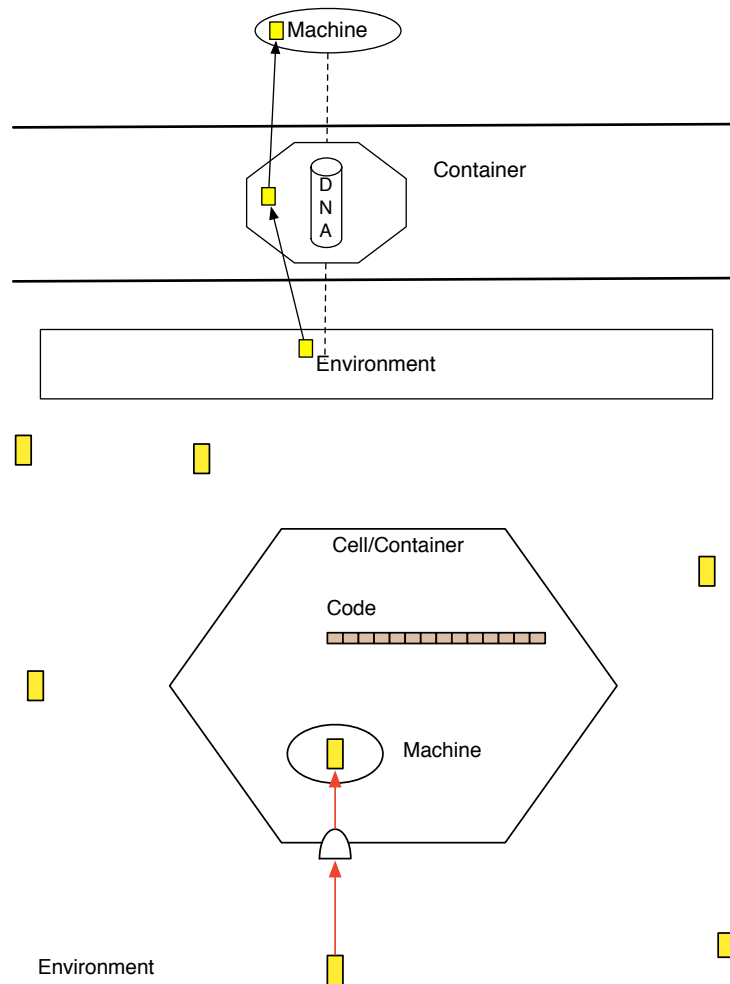 Machine
Container
D
N
A
Environment
Cell/Container
Code
Machine
Environment